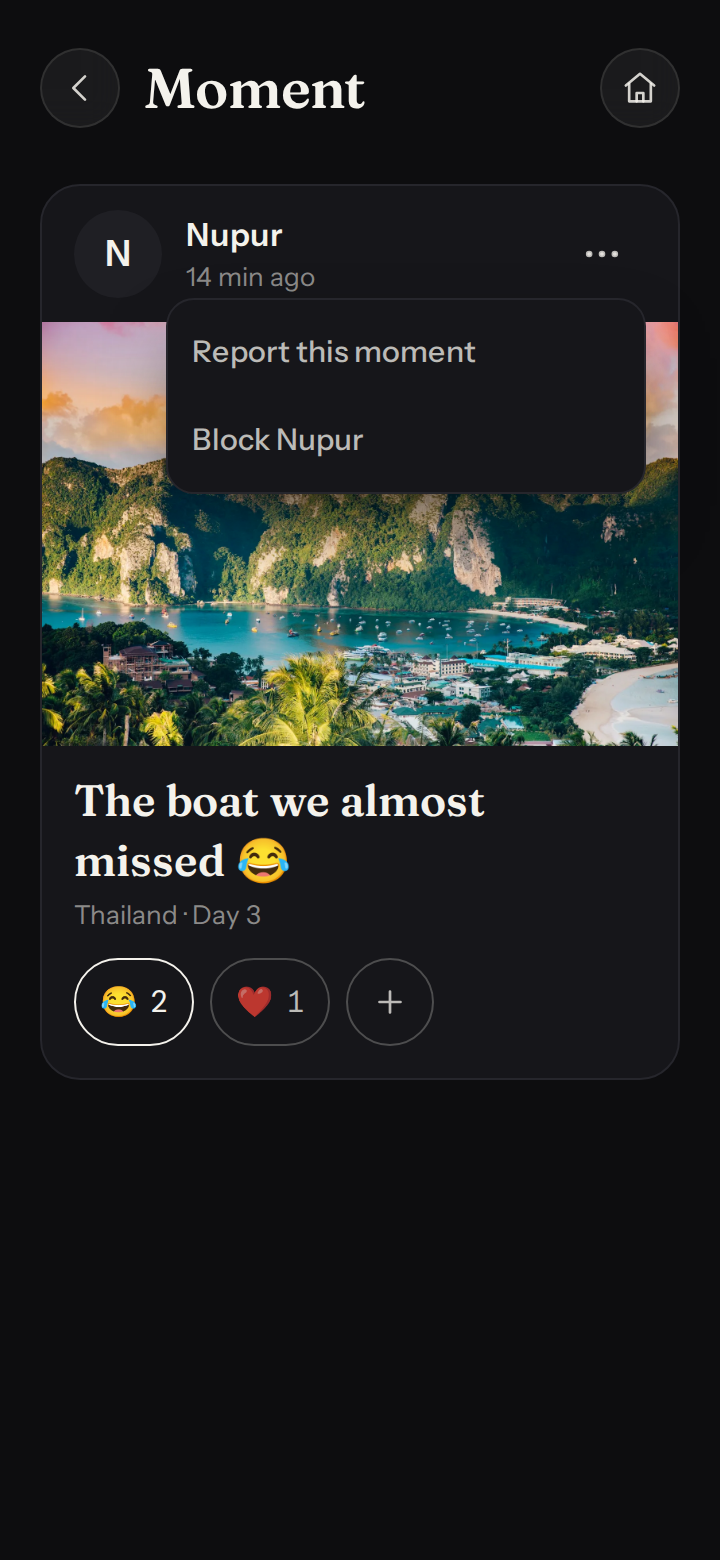 Moment
N
Nupur
14 min ago
Report this moment
Block Nupur
The boat we almost
missed 😂
Thailand · Day 3
😂 2 ❤️ 1 +